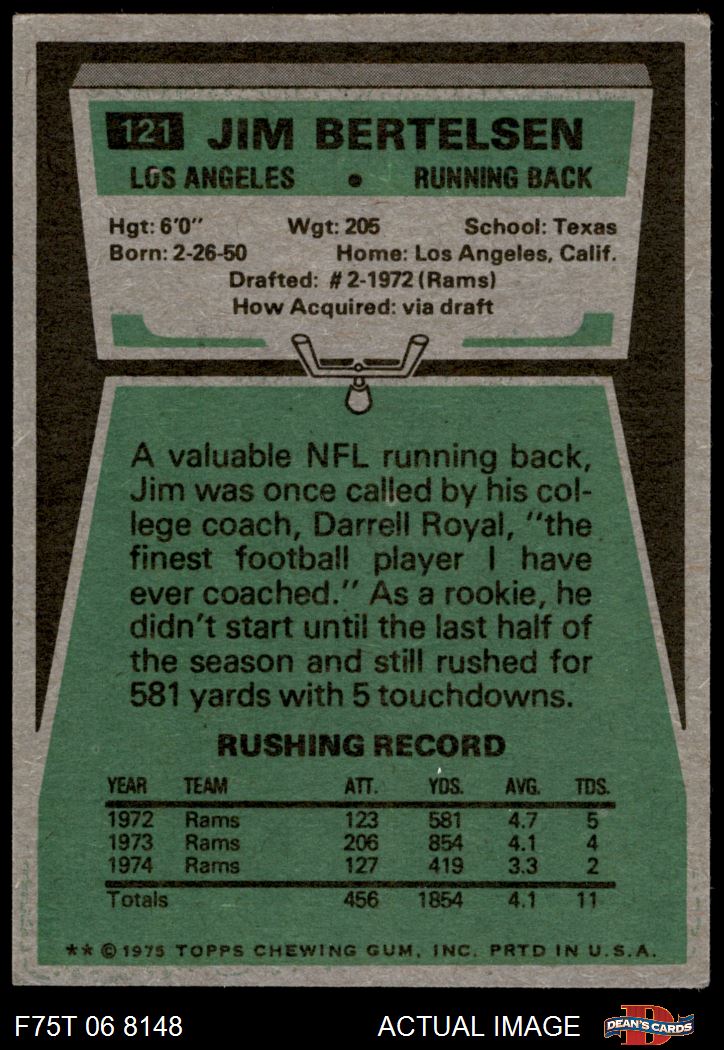 121 JIM BERTELSEN
LOS ANGELES • RUNNING BACK
Hgt: 6'0" Wgt: 205 School: Texas
Born: 2-26-50 Home: Los Angeles, Calif.
Drafted: #2-1972 (Rams)
How Acquired: via draft
A valuable NFL running back,
Jim was once called by his col-
lege coach, Darrell Royal, "the
finest football player I have
ever coached." As a rookie, he
didn't start until the last half of
the season and still rushed for
581 yards with 5 touchdowns.
RUSHING RECORD
YEAR TEAM ATT. YDS. AVG. TDS.
1972 Rams 123 581 4.7 5
1973 Rams 206 854 4.1 4
1974 Rams 127 419 3.3 2
Totals 456 1854 4.1 11
** © 1975 TOPPS CHEWING GUM, INC. PRTD IN U.S.A.
F75T 06 8148 ACTUAL IMAGE D DEAN'S CARDS